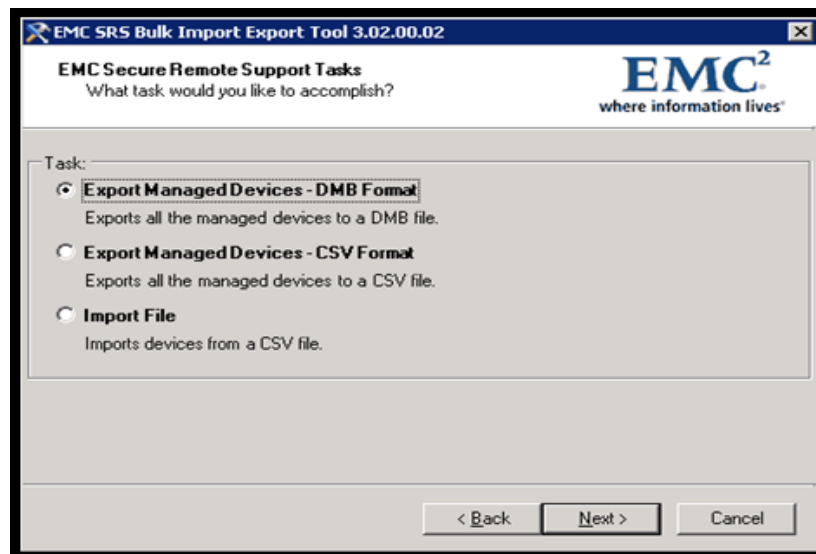 EMC SRS Bulk Import Export Tool 3.02.00.02
EMC Secure Remote Support Tasks
What task would you like to accomplish?
EMC²
where information lives®
Task:
Export Managed Devices - DMB Format
Exports all the managed devices to a DMB file.
Export Managed Devices - CSV Format
Exports all the managed devices to a CSV file.
Import File
Imports devices from a CSV file.
< Back
Next >
Cancel